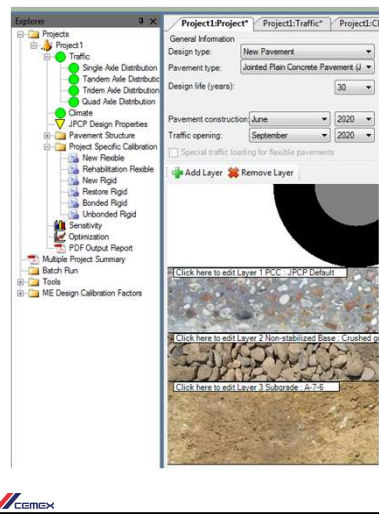 Explorer
Projects
Project1
Traffic
Single Axle Distribution
Tandem Axle Distributic
Tridem Axle Distribution
Quad Axle Distribution
Climate
JPCP Design Properties
Pavement Structure
Project Specific Calibration
New Flexible
Rehabilitation Flexible
New Rigid
Restore Rigid
Bonded Rigid
Unbonded Rigid
Sensitivity
Optimization
PDF Output Report
Multiple Project Summary
Batch Run
Tools
ME Design Calibration Factors
Project1:Project* Project1:Traffic* Project1:C
General Information
Design type: New Pavement
Pavement type: Jointed Plain Concrete Pavement (J
Design life (years): 30
Pavement construction: June 2020
Traffic opening: September 2020
Special traffic loading for flexible pavements
Add Layer Remove Layer
Click here to edit Layer 1 PCC : JPCP Default
Click here to edit Layer 2 Non-stabilized Base : Crushed g
Click here to edit Layer 3 Subgrade : A-7-6
CEMEX